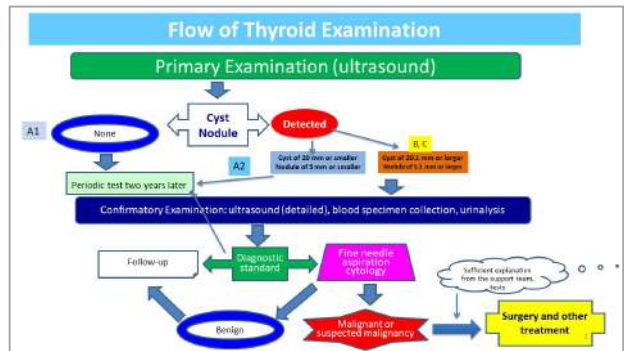 Flow of Thyroid Examination
Primary Examination (ultrasound)
A1
None
Cyst
Nodule
Detected
B, C
A2
Cyst of 20 mm or smaller
Nodule of 5 mm or smaller
Cyst of 20.1 mm or larger
Nodule of 5.1 mm or larger
Periodic test two years later
Confirmatory Examination: ultrasound (detailed), blood specimen collection, urinalysis
Follow-up
Diagnostic
standard
Fine needle
aspiration
cytology
Sufficient explanation
from the support team,
tests
Benign
Malignant or
suspected malignancy
Surgery and other
treatment